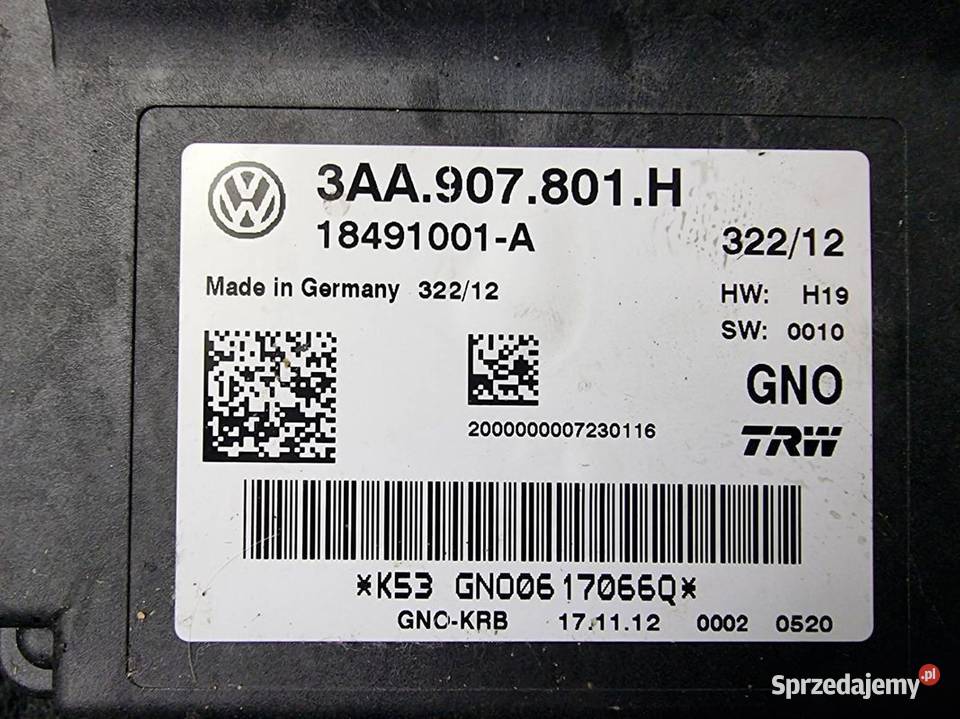 3AA.907.801.H
18491001-A
322/12
Made in Germany 322/12
HW: H19
SW: 0010
GNO
2000000007230116
TRW
*K53 GNO0617066Q*
GNO-KRB 17.11.12 0002 0520
Sprzedajemy.pl